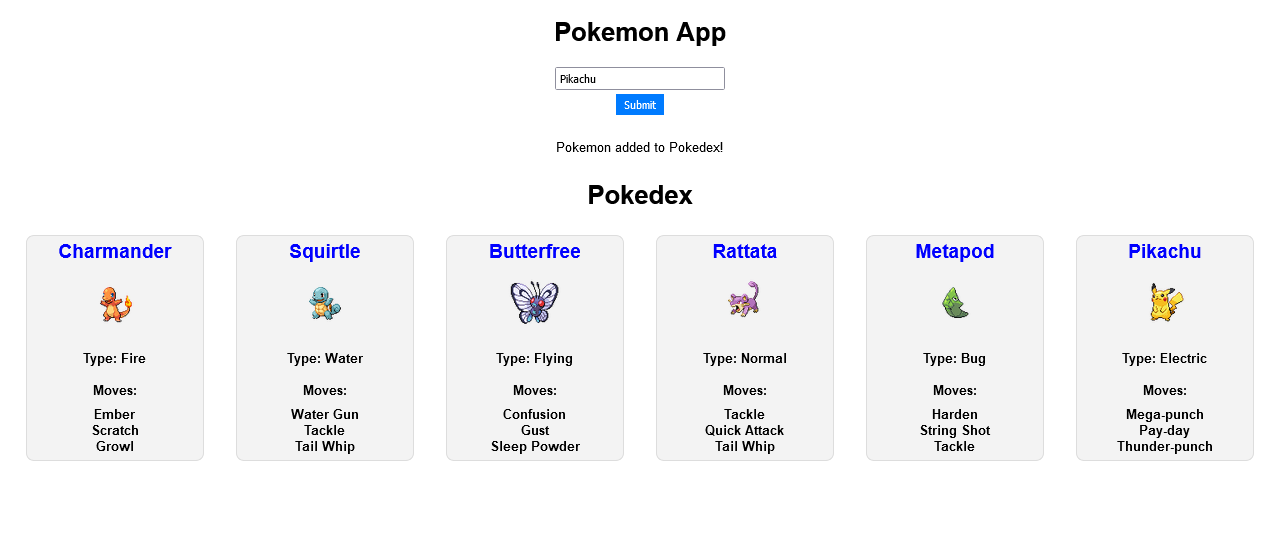 Pokemon App
Pikachu
Submit
Pokemon added to Pokedex!
Pokedex
Charmander
Type: Fire
Moves:
Ember
Scratch
Growl
Squirtle
Type: Water
Moves:
Water Gun
Tackle
Tail Whip
Butterfree
Type: Flying
Moves:
Confusion
Gust
Sleep Powder
Rattata
Type: Normal
Moves:
Tackle
Quick Attack
Tail Whip
Metapod
Type: Bug
Moves:
Harden
String Shot
Tackle
Pikachu
Type: Electric
Moves:
Mega-punch
Pay-day
Thunder-punch